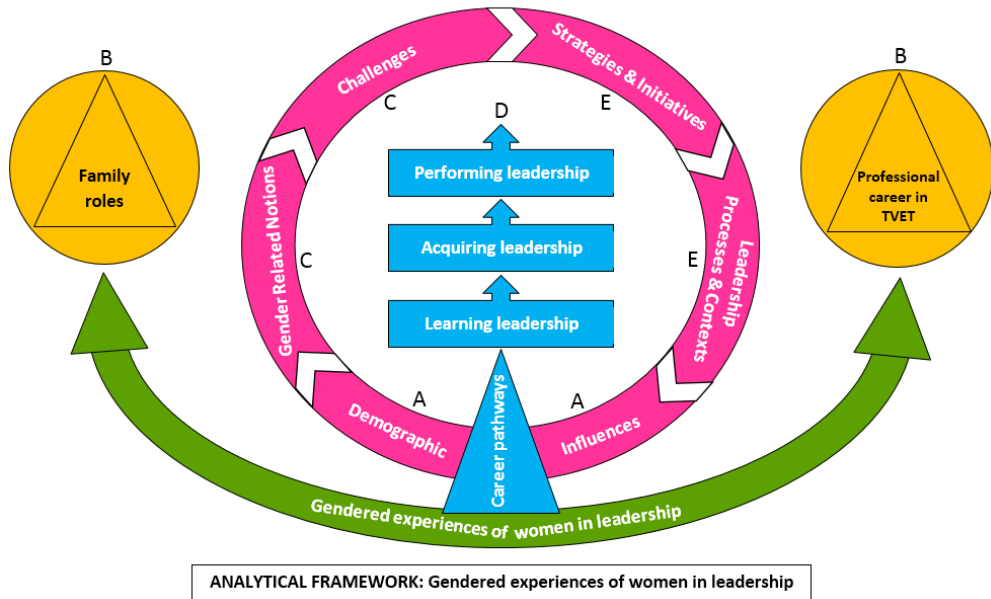 B
Family
roles
Challenges
Strategies & Initiatives
B
Professional
career in
TVET
C
E
D
Performing leadership
Acquiring leadership
Learning leadership
Gender Related Notions
C
E
Leadership
Processes & Contexts
A
A
Demographic
Influences
Career pathways
Gendered experiences of women in leadership
ANALYTICAL FRAMEWORK: Gendered experiences of women in leadership